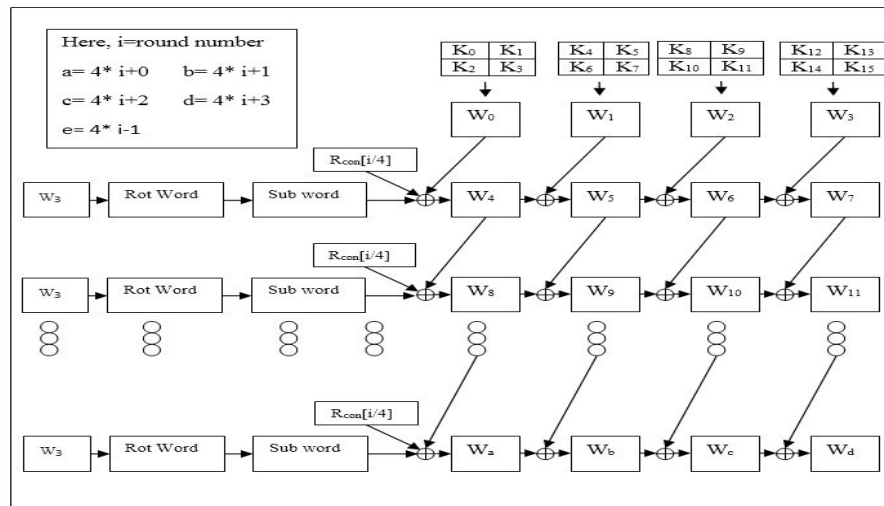 Here, i=round number
a= 4* i+0 b= 4* i+1
c= 4* i+2 d= 4* i+3
e= 4* i-1
K₀ K₁ K₄ K₅ K₈ K₉ K₁₂ K₁₃
K₂ K₃ K₆ K₇ K₁₀ K₁₁ K₁₄ K₁₅
W₀ W₁ W₂ W₃
Rcon[i/4]
W₃ Rot Word Sub word W₄ W₅ W₆ W₇
Rcon[i/4]
W₃ Rot Word Sub word W₈ W₉ W₁₀ W₁₁
Rcon[i/4]
W₃ Rot Word Sub word Wa Wb Wc Wd